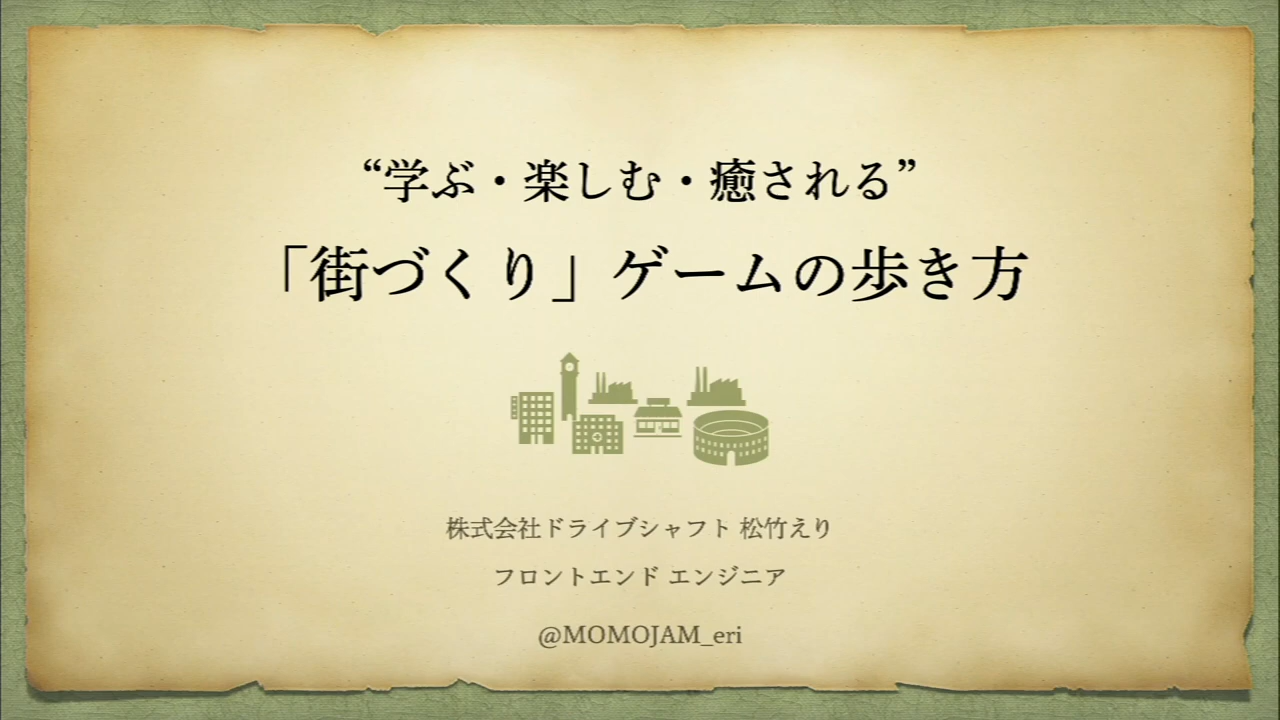 “学ぶ・楽しむ・癒される”
「街づくり」ゲームの歩き方
株式会社ドライブシャフト 松竹えり
フロントエンド エンジニア
@MOMOJAM_eri